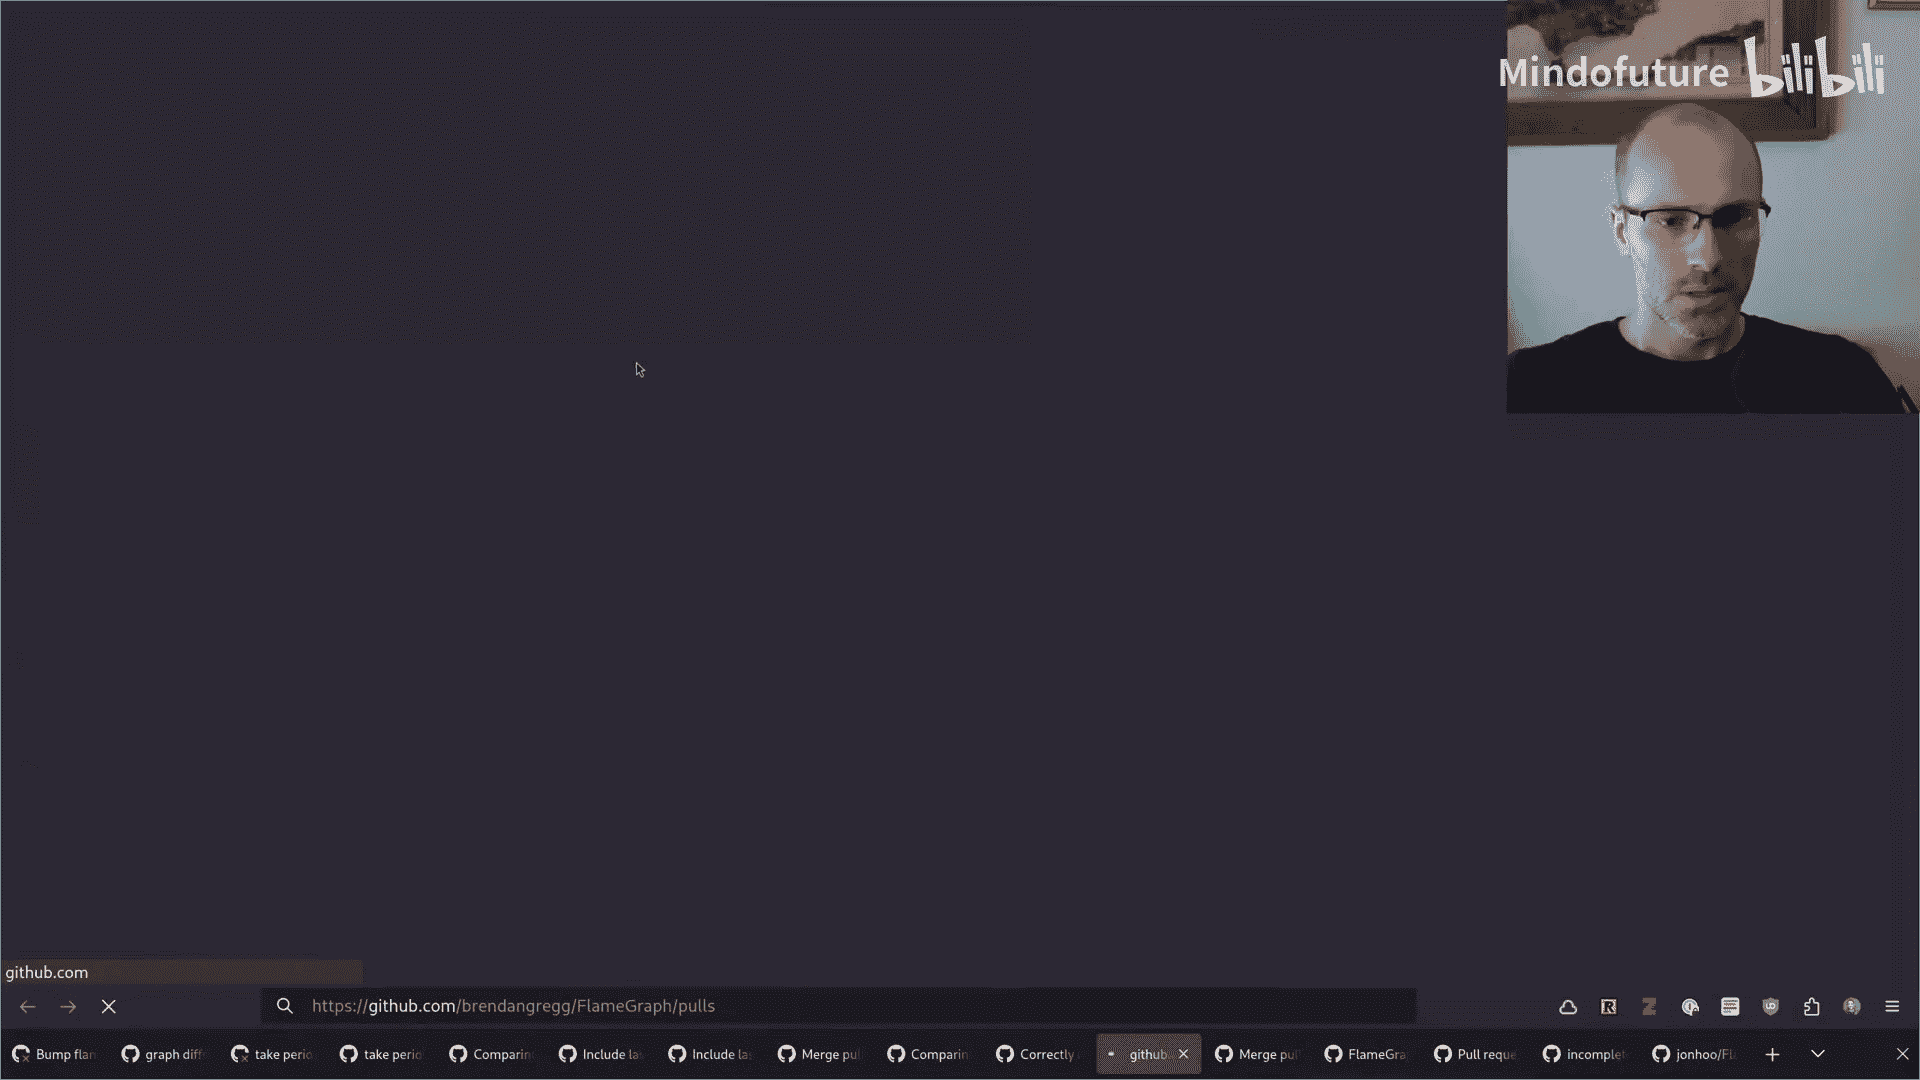 Mindofuture bilibili
github.com
https://github.com/brendangregg/FlameGraph/pulls
Bump flan
graph diff
take perio
take perio
Comparin
Include la
Include las
Merge pul
Comparin
Correctly
github.
Merge pul
FlameGra
Pull reque
incomplet
jonhoo/Fl